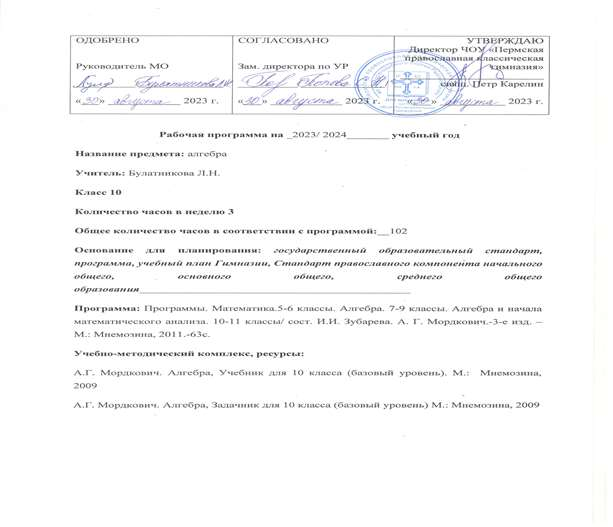 ОДОБРЕНО
Руководитель МО
Булатникова
«30» августа 2023 г.
СОГЛАСОВАНО
Зам. директора по УР
«30» августа 2023 г.
УТВЕРЖДАЮ
Директор ЧОУ «Пермская
православная классическая
гимназия»
свящ. Петр Карелин
«30» августа 2023 г.
Рабочая программа на _2023/ 2024________ учебный год
Название предмета: алгебра
Учитель: Булатникова Л.Н.
Класс 10
Количество часов в неделю 3
Общее количество часов в соответствии с программой:__102
Основание для планирования: государственный образовательный стандарт,
программа, учебный план Гимназии, Стандарт православного компонента начального
общего, основного общего, среднего общего
образования
Программа: Программы. Математика.5-6 классы. Алгебра. 7-9 классы. Алгебра и начала
математического анализа. 10-11 классы/ сост. И.И. Зубарева. А. Г. Мордкович.-3-е изд. –
М.: Мнемозина, 2011.-63с.
Учебно-методический комплекс, ресурсы:
А.Г. Мордкович. Алгебра, Учебник для 10 класса (базовый уровень). М.: Мнемозина,
2009
А.Г. Мордкович. Алгебра, Задачник для 10 класса (базовый уровень) М.: Мнемозина, 2009